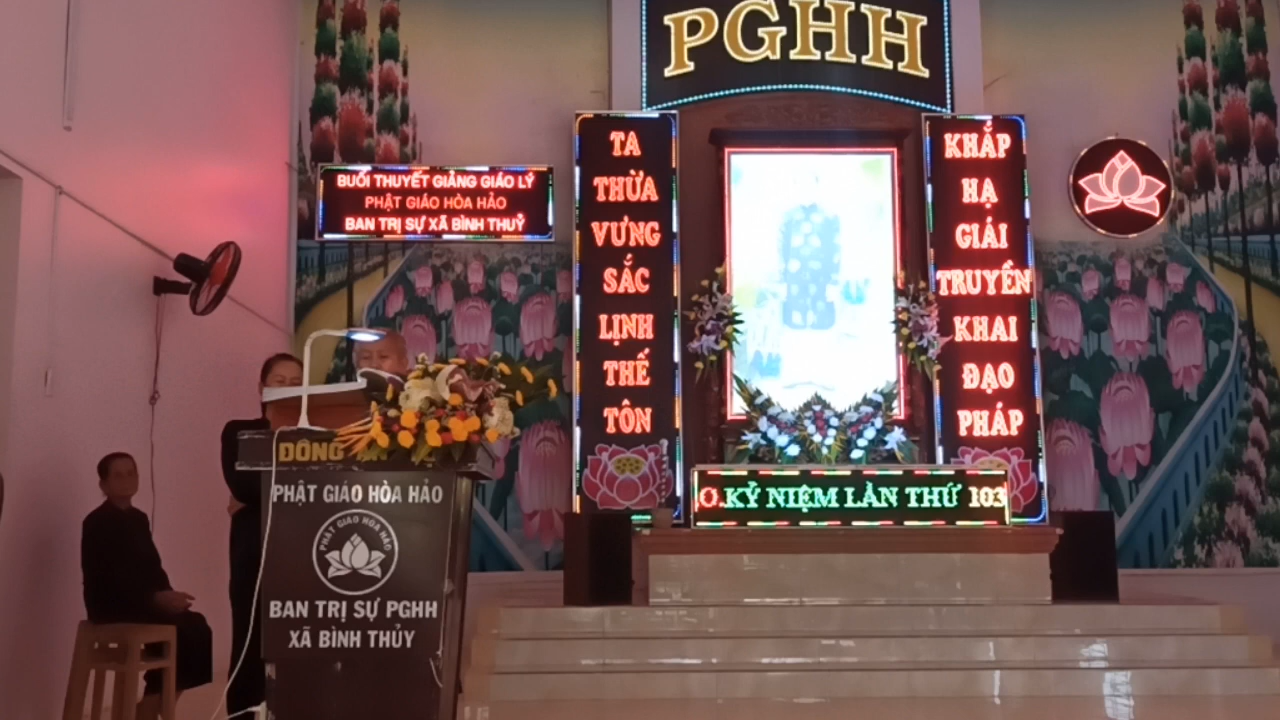 PGHH
BUỔI THUYẾT GIẢNG GIÁO LÝ
PHẬT GIÁO HÒA HẢO
BAN TRỊ SỰ XÃ BÌNH THUỶ
TA
THỪA
VƯNG
SẮC
LỊNH
THẾ
TÔN
KHẮP
HẠ
GIÁI
TRUYỀN
KHAI
ĐẠO
PHÁP
O.KỶ NIỆM LẦN THỨ 103
ĐÔNG
PHẬT GIÁO HÒA HẢO
PHẬT GIÁO HÒA HẢO
BAN TRỊ SỰ PGHH
XÃ BÌNH THỦY